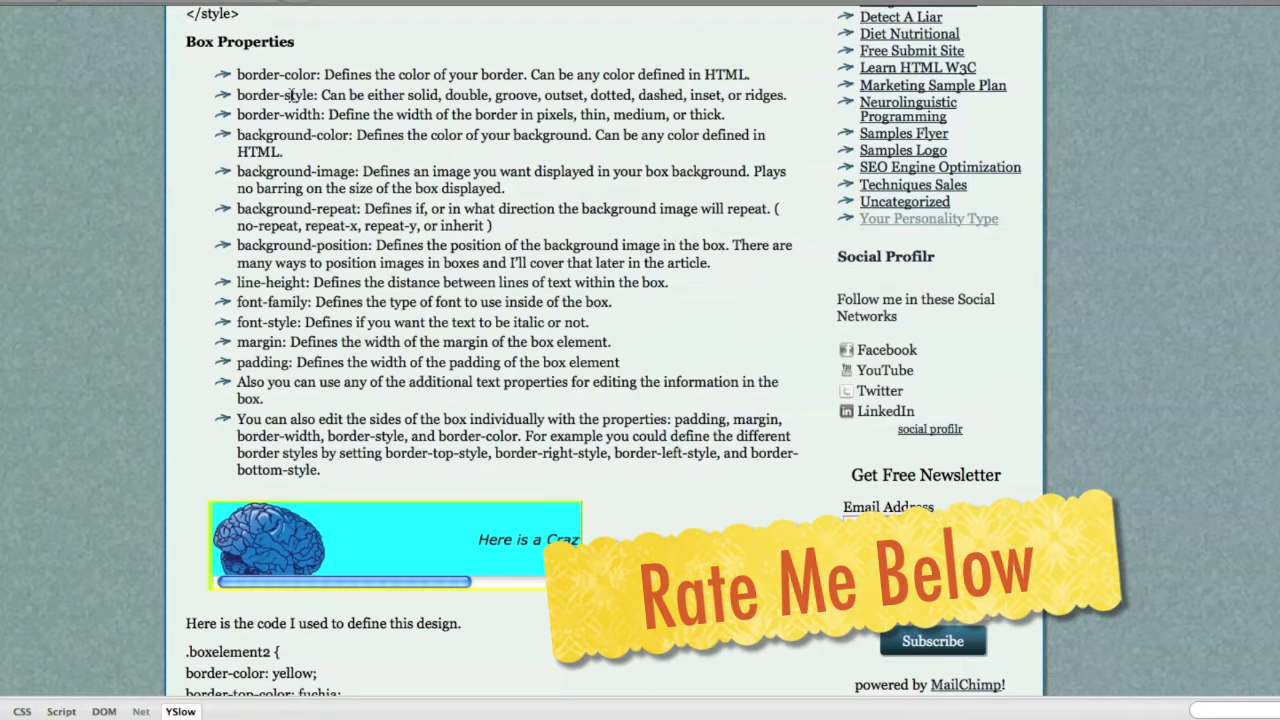 </style>
Box Properties
border-color: Defines the color of your border. Can be any color defined in HTML.
border-style: Can be either solid, double, groove, outset, dotted, dashed, inset, or ridges.
border-width: Define the width of the border in pixels, thin, medium, or thick.
background-color: Defines the color of your background. Can be any color defined in
HTML.
background-image: Defines an image you want displayed in your box background. Plays
no barring on the size of the box displayed.
background-repeat: Defines if, or in what direction the background image will repeat. (
no-repeat, repeat-x, repeat-y, or inherit )
background-position: Defines the position of the background image in the box. There are
many ways to position images in boxes and I'll cover that later in the article.
line-height: Defines the distance between lines of text within the box.
font-family: Defines the type of font to use inside of the box.
font-style: Defines if you want the text to be italic or not.
margin: Defines the width of the margin of the box element.
padding: Defines the width of the padding of the box element
Also you can use any of the additional text properties for editing the information in the
box.
You can also edit the sides of the box individually with the properties: padding, margin,
border-width, border-style, and border-color. For example you could define the different
border styles by setting border-top-style, border-right-style, border-left-style, and border-
bottom-style.
Here is a Craz
Here is the code I used to define this design.
.boxelement2 {
border-color: yellow;
border-top-color: fuchia;
Detect A Liar
Diet Nutritional
Free Submit Site
Learn HTML W3C
Marketing Sample Plan
Neurolinguistic
Programming
Samples Flyer
Samples Logo
SEO Engine Optimization
Techniques Sales
Uncategorized
Your Personality Type
Social Profilr
Follow me in these Social
Networks
Facebook
YouTube
Twitter
LinkedIn
social profilr
Get Free Newsletter
Email Address
Rate Me Below
Subscribe
powered by MailChimp!
CSS Script DOM Net YSlow